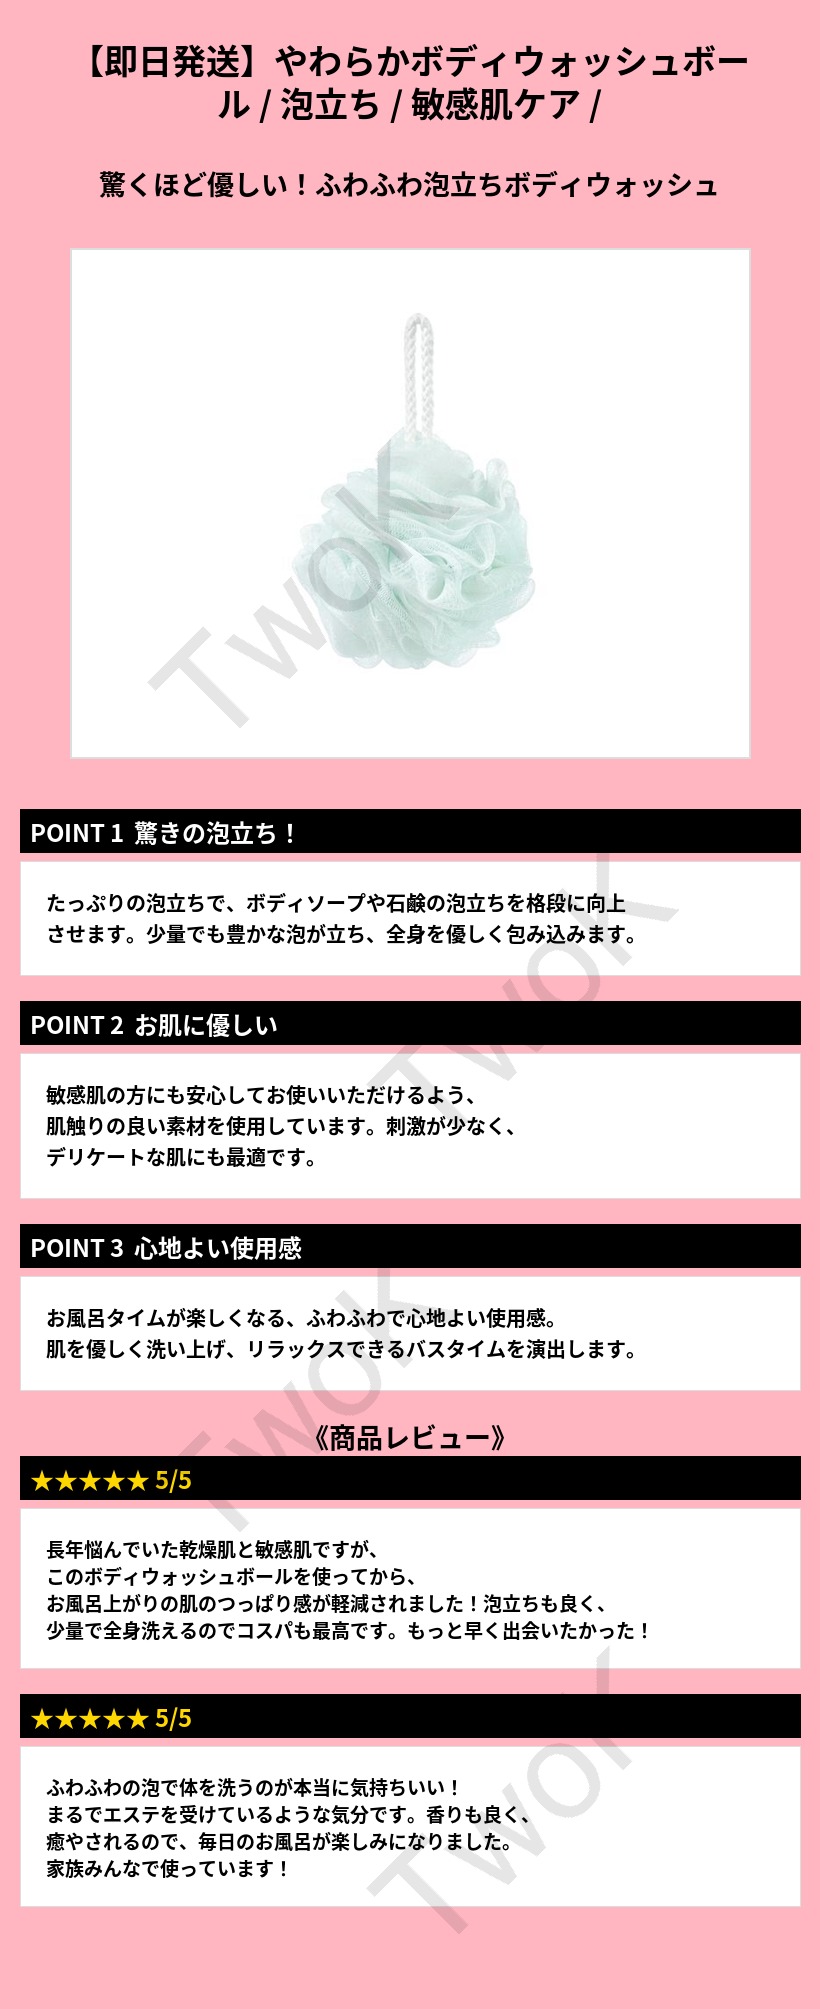 【即日発送】やわらかボディウォッシュボー
ル / 泡立ち / 敏感肌ケア /
驚くほど優しい！ふわふわ泡立ちボディウォッシュ
TwoK
POINT 1 驚きの泡立ち！
たっぷりの泡立ちで、ボディソープや石鹸の泡立ちを格段に向上
させます。少量でも豊かな泡が立ち、全身を優しく包み込みます。
TwoK
POINT 2 お肌に優しい
敏感肌の方にも安心してお使いいただけるよう、
肌触りの良い素材を使用しています。刺激が少なく、
デリケートな肌にも最適です。
POINT 3 心地よい使用感
お風呂タイムが楽しくなる、ふわふわで心地よい使用感。
肌を優しく洗い上げ、リラックスできるバスタイムを演出します。
TwoK
《商品レビュー》
★★★★★ 5/5
長年悩んでいた乾燥肌と敏感肌ですが、
このボディウォッシュボールを使ってから、
お風呂上がりの肌のつっぱり感が軽減されました！泡立ちも良く、
少量で全身洗えるのでコスパも最高です。もっと早く出会いたかった！
★★★★★ 5/5
ふわふわの泡で体を洗うのが本当に気持ちいい！
まるでエステを受けているような気分です。香りも良く、
癒やされるので、毎日のお風呂が楽しみになりました。
家族みんなで使っています！
TwoK